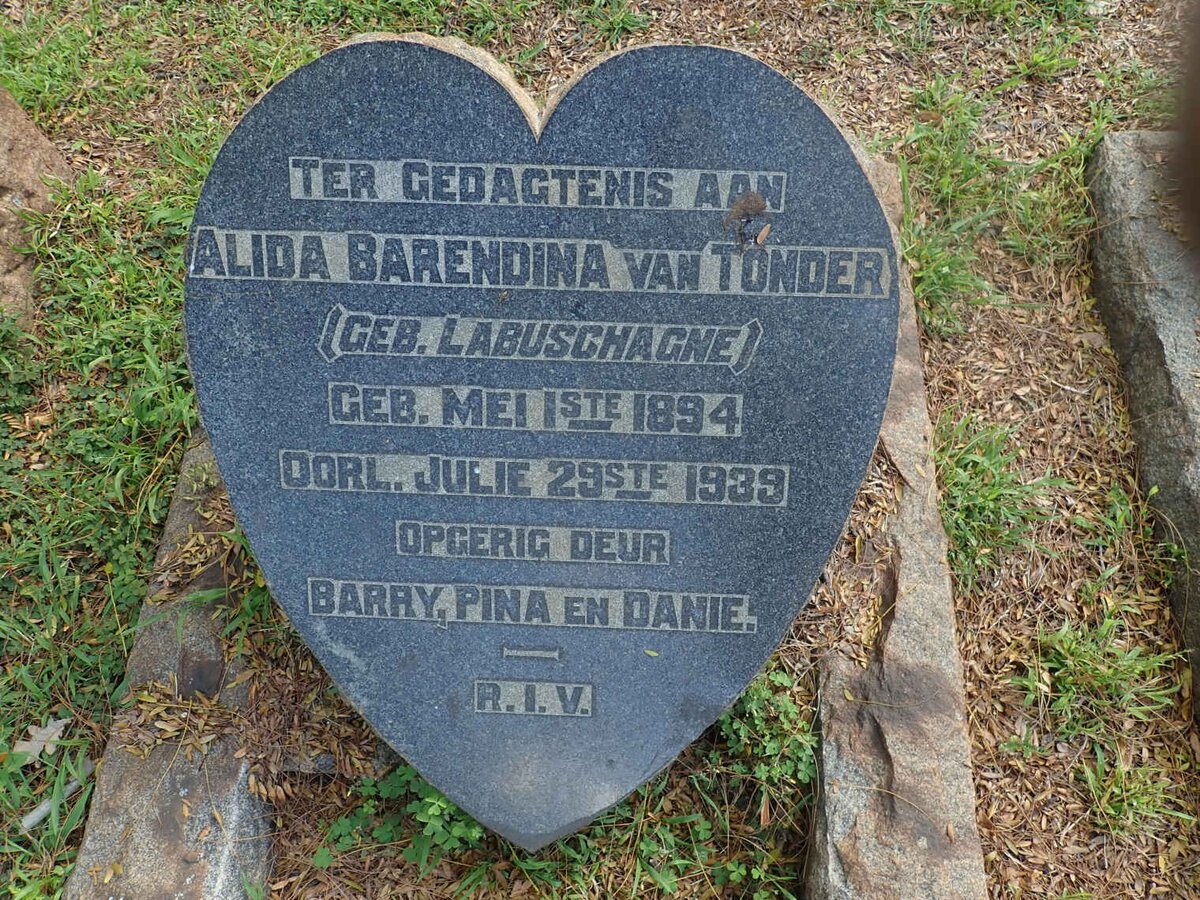 TER GEDAGTENIS AAN
ALIDA BARENDINA VAN TONDER
(GEB. LABUSCHAGNE)
GEB. MEI 1STE 1894
OORL. JULIE 29STE 1939
OPGERIG DEUR
BARRY, PINA EN DANIE.
R.I.V.